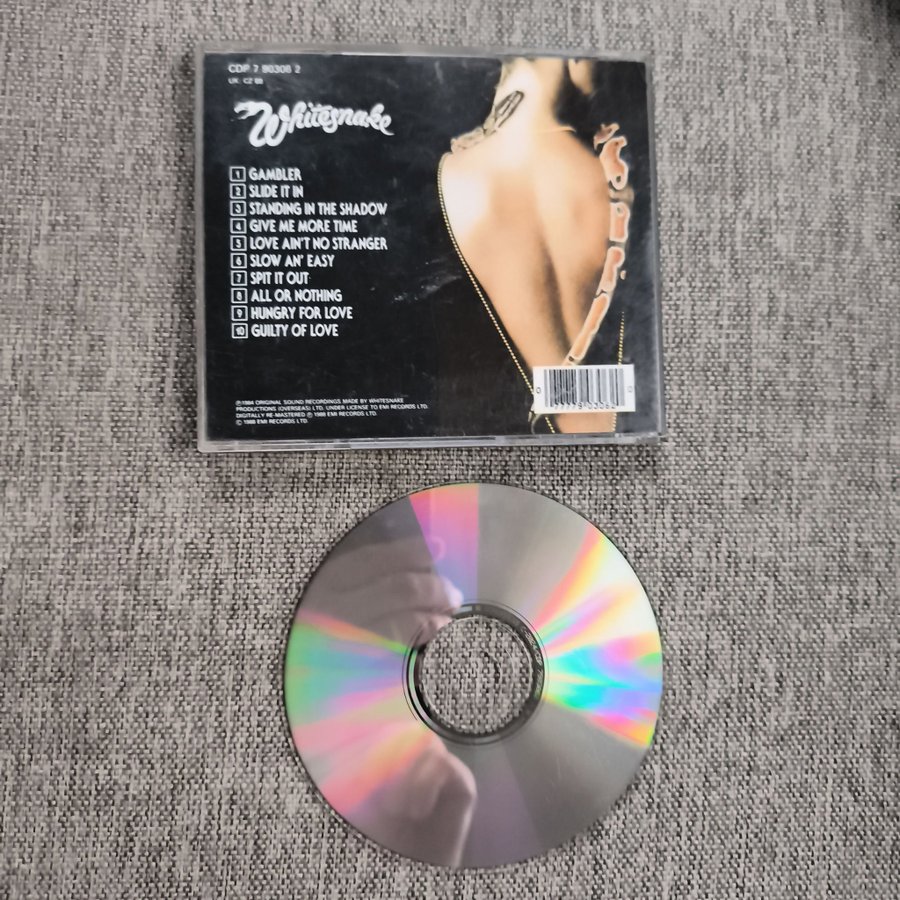 CDP 7 90306 2
UK : CZ 88
Whitesnake
1 GAMBLER
2 SLIDE IT IN
3 STANDING IN THE SHADOW
4 GIVE ME MORE TIME
5 LOVE AIN'T NO STRANGER
6 SLOW AN' EASY
7 SPIT IT OUT
8 ALL OR NOTHING
9 HUNGRY FOR LOVE
10 GUILTY OF LOVE
℗1984 ORIGINAL SOUND RECORDINGS MADE BY WHITESNAKE
PRODUCTIONS (OVERSEAS) LTD. UNDER LICENSE TO EMI RECORDS LTD.
DIGITALLY RE-MASTERED ℗ 1988 EMI RECORDS LTD.
© 1988 EMI RECORDS LTD.
0 77779 03062 0